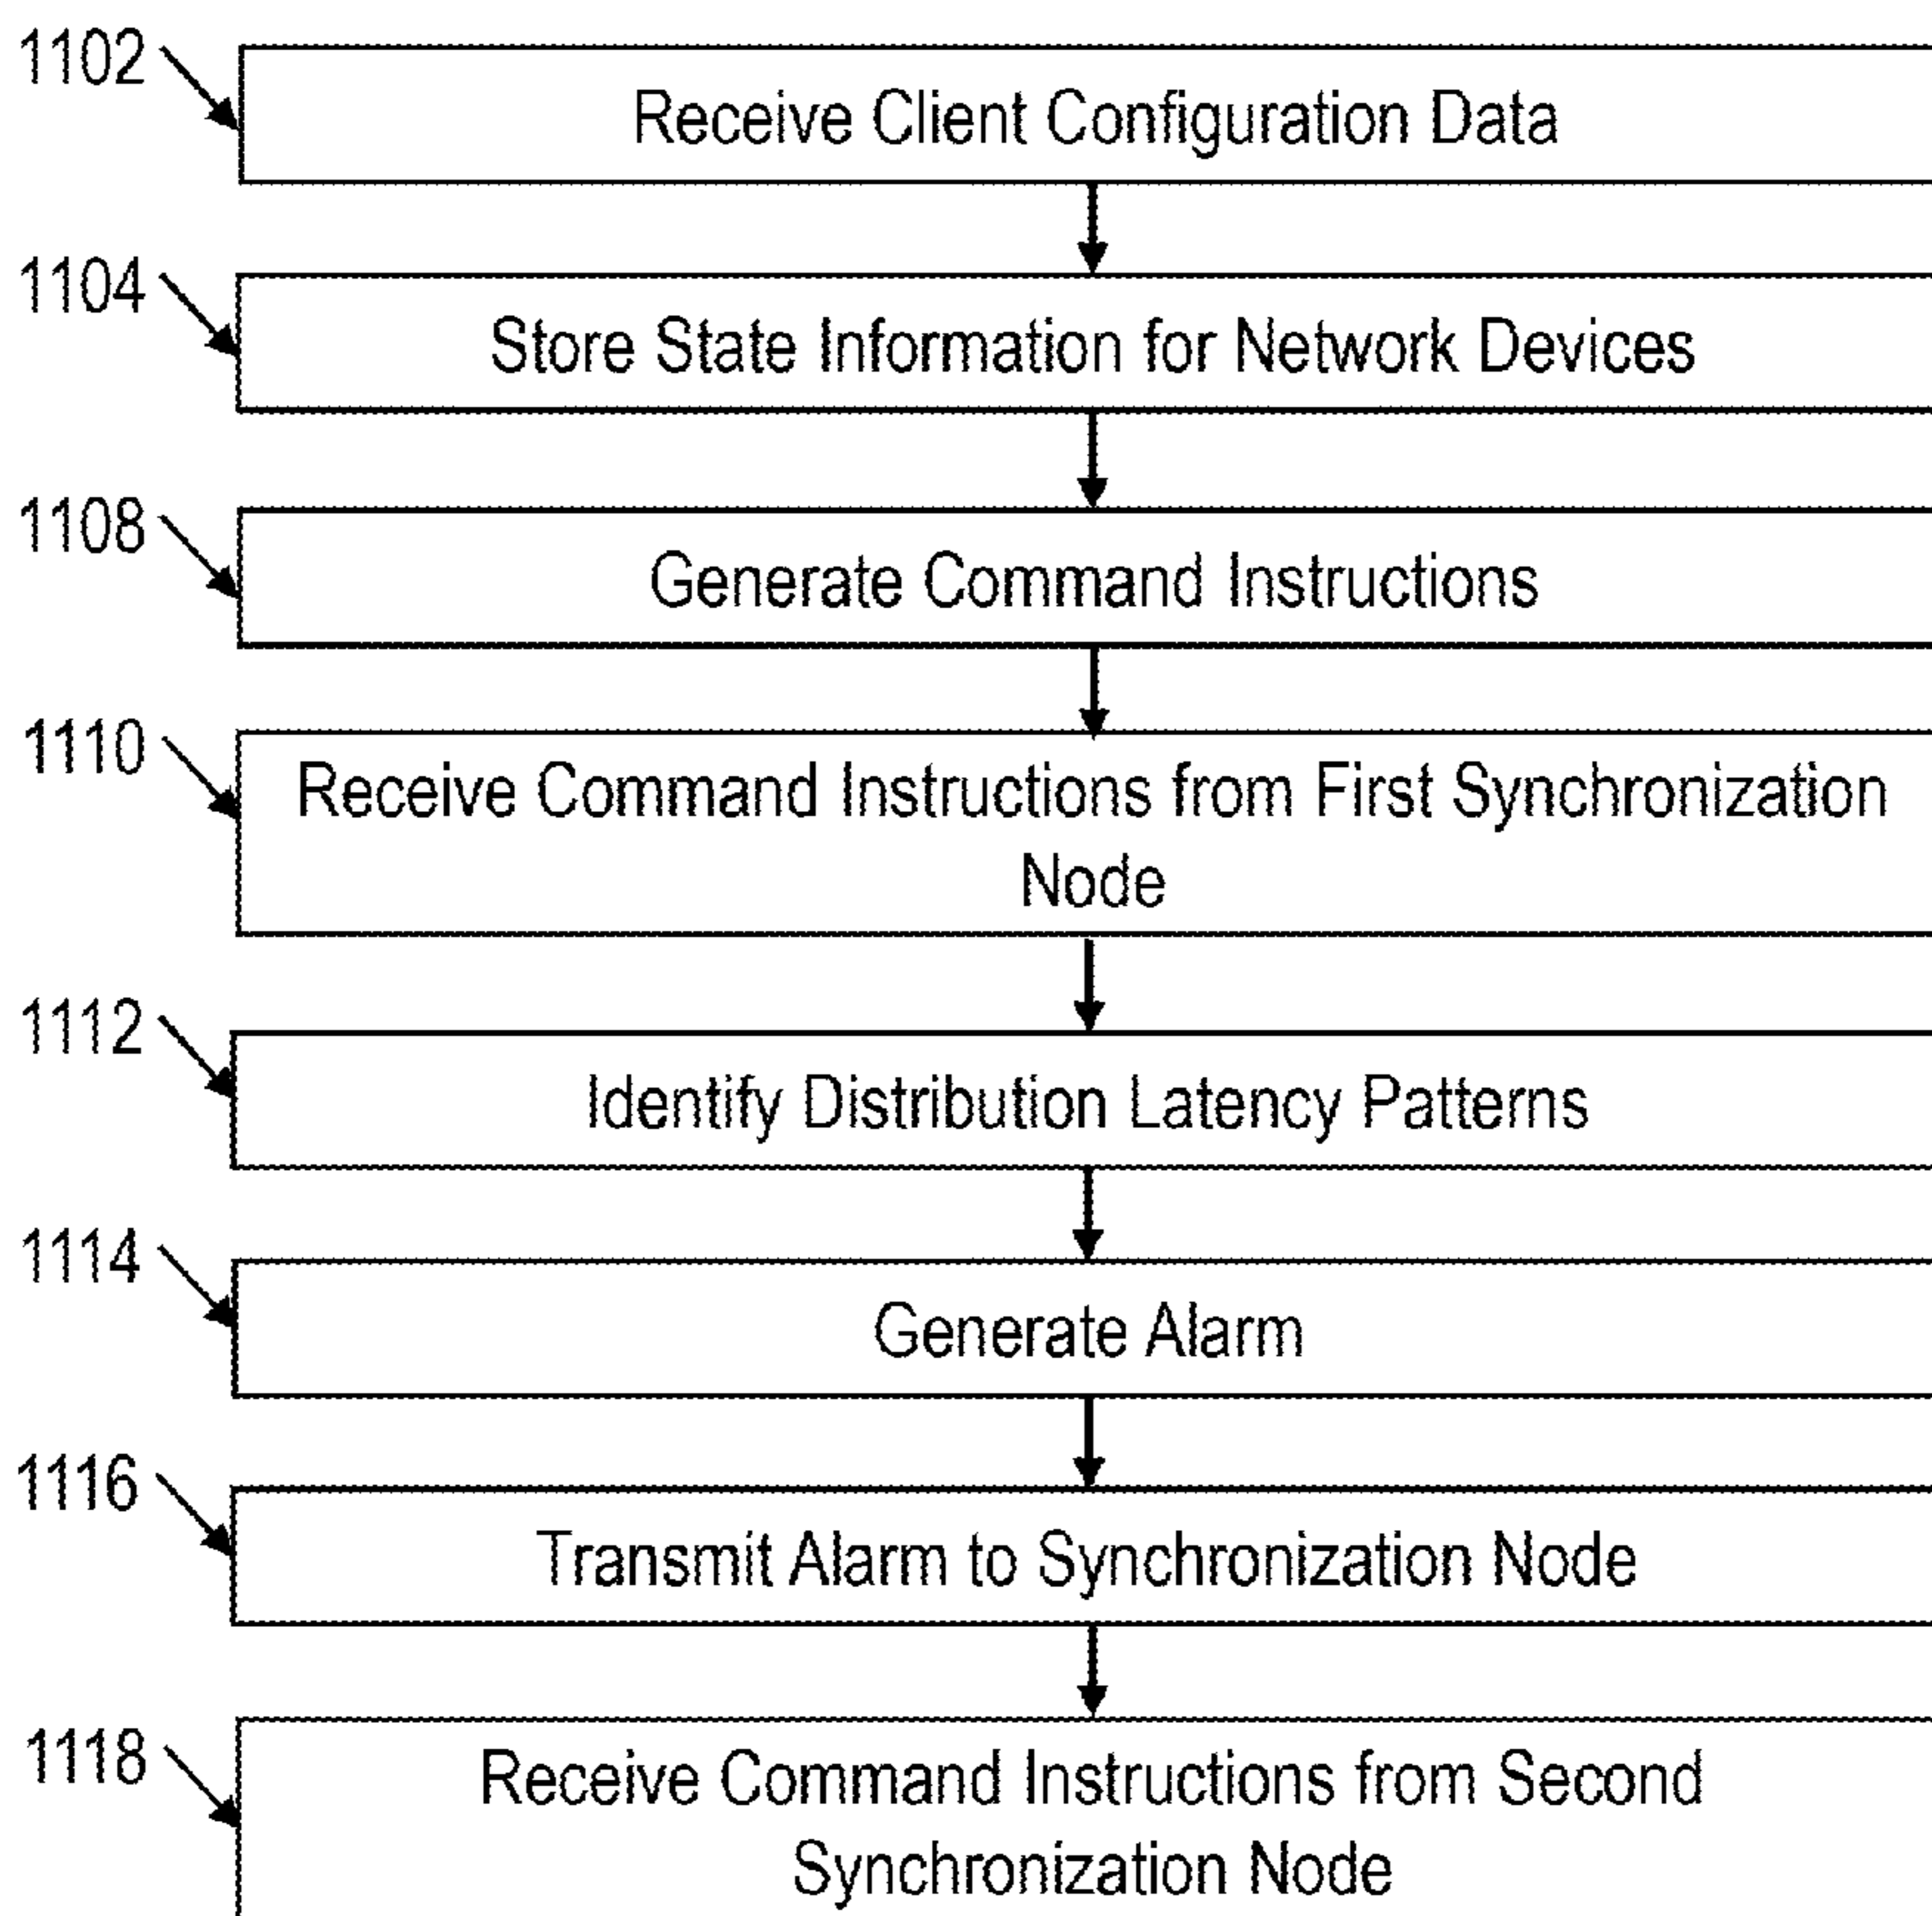 1102
Receive Client Configuration Data
1104
Store State Information for Network Devices
1108
Generate Command Instructions
1110
Receive Command Instructions from First Synchronization
Node
1112
Identify Distribution Latency Patterns
1114
Generate Alarm
1116
Transmit Alarm to Synchronization Node
1118
Receive Command Instructions from Second
Synchronization Node